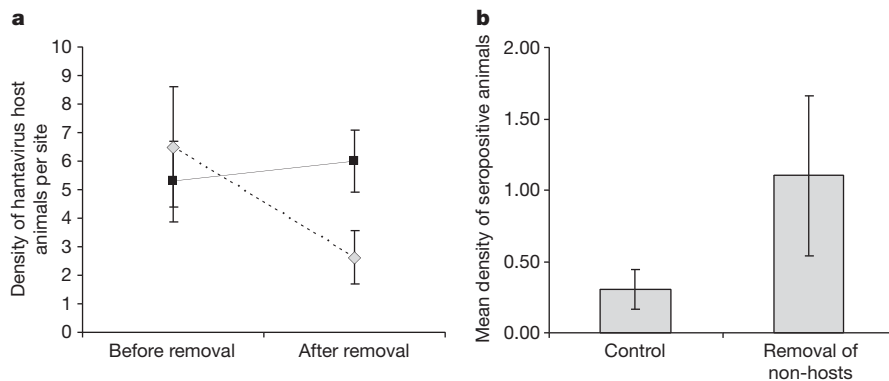 a
Density of hantavirus host
animals per site
10
9
8
7
6
5
4
3
2
1
0
Before removal
After removal
b
Mean density of seropositive animals
2.00
1.50
1.00
0.50
0.00
Control
Removal of
non-hosts